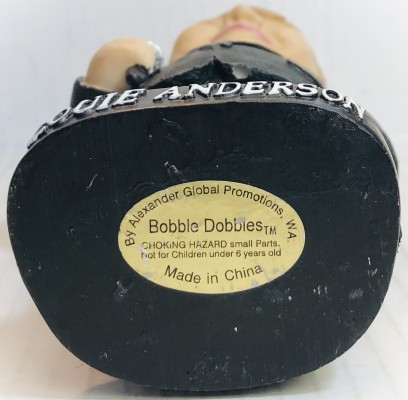 LOUIE ANDERSON
By Alexander Global Promotions, WA.
Bobble DobblesTM
CHOKING HAZARD small Parts.
Not for Children under 6 years old
Made in China